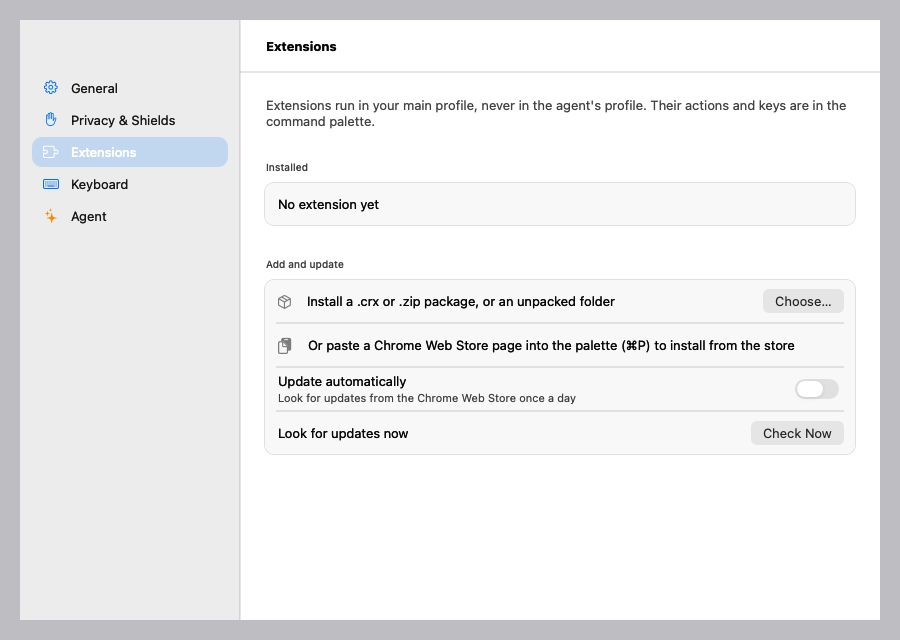 Extensions
General
Privacy & Shields
Extensions
Keyboard
Agent
Extensions run in your main profile, never in the agent's profile. Their actions and keys are in the
command palette.
Installed
No extension yet
Add and update
Install a .crx or .zip package, or an unpacked folder
Choose...
Or paste a Chrome Web Store page into the palette (⌘P) to install from the store
Update automatically
Look for updates from the Chrome Web Store once a day
Look for updates now
Check Now